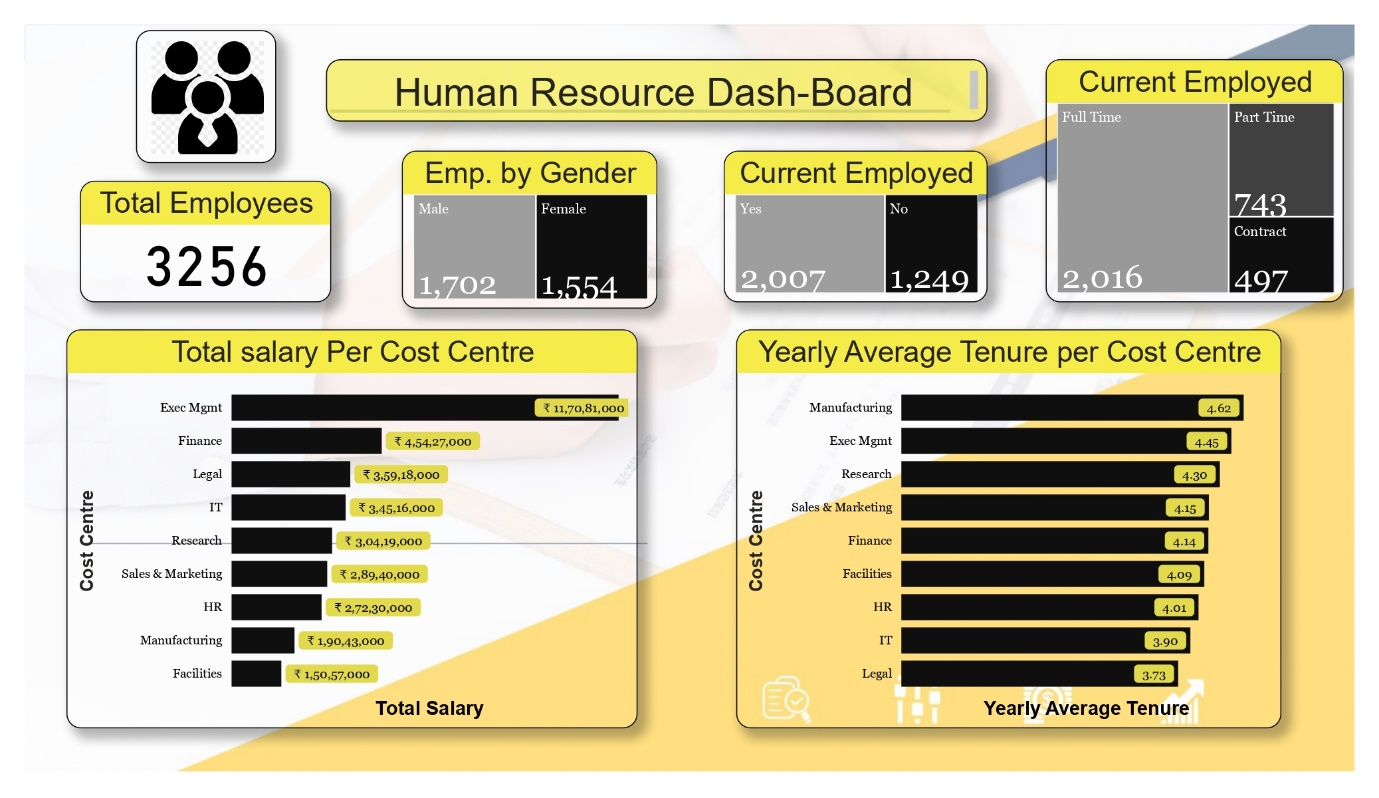 Human Resource Dash-Board
Total Employees
3256
Emp. by Gender
Male
1,702
Female
1,554
Current Employed
Yes
2,007
No
1,249
Current Employed
Full Time
2,016
Part Time
743
Contract
497
Total salary Per Cost Centre
Cost Centre
Exec Mgmt ₹ 11,70,81,000
Finance ₹ 4,54,27,000
Legal ₹ 3,59,18,000
IT ₹ 3,45,16,000
Research ₹ 3,04,19,000
Sales & Marketing ₹ 2,89,40,000
HR ₹ 2,72,30,000
Manufacturing ₹ 1,90,43,000
Facilities ₹ 1,50,57,000
Total Salary
Yearly Average Tenure per Cost Centre
Cost Centre
Manufacturing 4.62
Exec Mgmt 4.45
Research 4.30
Sales & Marketing 4.15
Finance 4.14
Facilities 4.09
HR 4.01
IT 3.90
Legal 3.73
Yearly Average Tenure